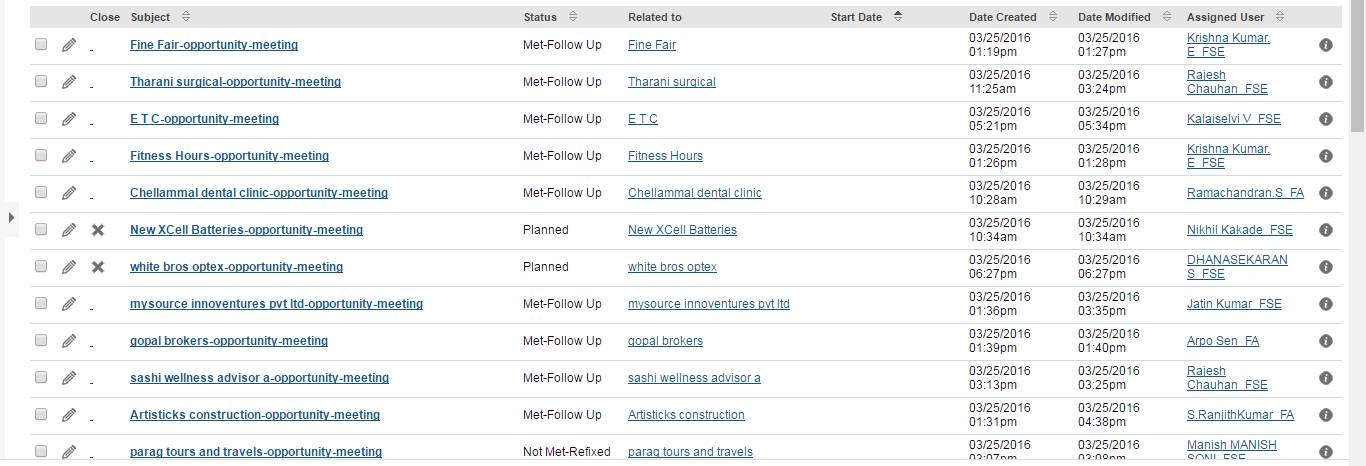 Close Subject Status Related to Start Date Date Created Date Modified Assigned User
Fine Fair-opportunity-meeting Met-Follow Up Fine Fair 03/25/2016 03/25/2016 Krishna Kumar.
01:19pm 01:27pm E_FSE
Tharani surgical-opportunity-meeting Met-Follow Up Tharani surgical 03/25/2016 03/25/2016 Rajesh
11:25am 03:24pm Chauhan_FSE
E T C-opportunity-meeting Met-Follow Up E T C 03/25/2016 03/25/2016 Kalaiselvi V_FSE
05:21pm 05:34pm
Fitness Hours-opportunity-meeting Met-Follow Up Fitness Hours 03/25/2016 03/25/2016 Krishna Kumar.
01:26pm 01:28pm E_FSE
Chellammal dental clinic-opportunity-meeting Met-Follow Up Chellammal dental clinic 03/25/2016 03/25/2016 Ramachandran.S_FA
10:28am 10:29am
New XCell Batteries-opportunity-meeting Planned New XCell Batteries 03/25/2016 03/25/2016 Nikhil Kakade_FSE
10:34am 10:34am
white bros optex-opportunity-meeting Planned white bros optex 03/25/2016 03/25/2016 DHANASEKARAN
06:27pm 06:27pm S_FSE
mysource innoventures pvt ltd-opportunity-meeting Met-Follow Up mysource innoventures pvt ltd 03/25/2016 03/25/2016 Jatin Kumar_FSE
01:36pm 03:35pm
gopal brokers-opportunity-meeting Met-Follow Up gopal brokers 03/25/2016 03/25/2016 Arpo Sen_FA
01:39pm 01:40pm
sashi wellness advisor a-opportunity-meeting Met-Follow Up sashi wellness advisor a 03/25/2016 03/25/2016 Rajesh
03:13pm 03:25pm Chauhan_FSE
Artisticks construction-opportunity-meeting Met-Follow Up Artisticks construction 03/25/2016 03/25/2016 S.RanjithKumar_FA
01:31pm 04:38pm
parag tours and travels-opportunity-meeting Not Met-Refixed parag tours and travels 03/25/2016 03/25/2016 Manish MANISH
03:07pm 03:08pm SONI_FSE